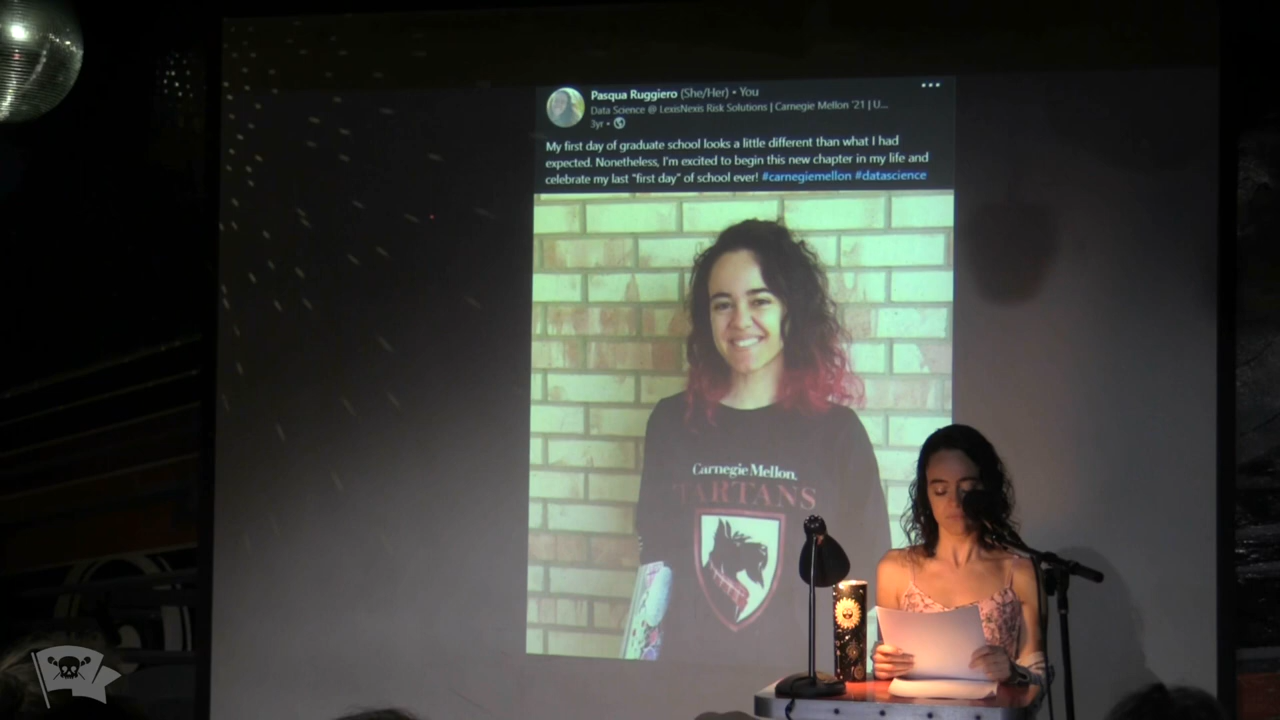 Pasqua Ruggiero (She/Her) • You
Data Science @ LexisNexis Risk Solutions | Carnegie Mellon '21 | U...
3yr •
My first day of graduate school looks a little different than what I had
expected. Nonetheless, I'm excited to begin this new chapter in my life and
celebrate my last "first day" of school ever! #carnegiemellon #datascience
Carnegie Mellon.
TARTANS